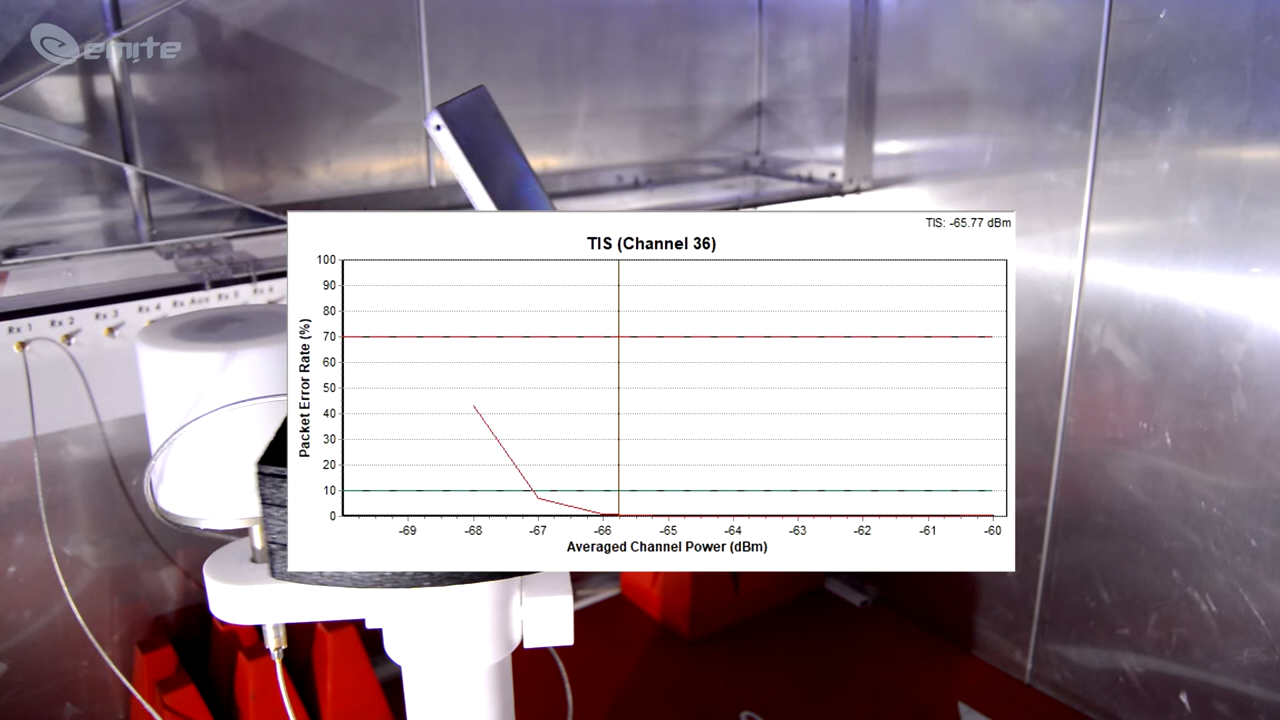 emite
TIS: -65.77 dBm
TIS (Channel 36)
100
90
80
70
60
50
40
30
20
10
0
Packet Error Rate (%)
-69 -68 -67 -66 -65 -64 -63 -62 -61 -60
Averaged Channel Power (dBm)
Rx 1 Rx 2 Rx 3 Rx 4 Rx Aux Rx 5